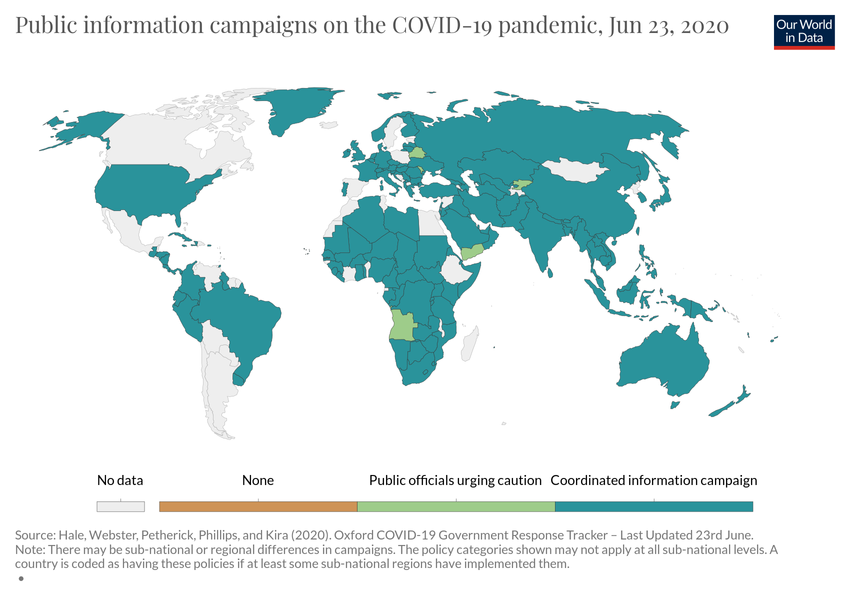 Public information campaigns on the COVID-19 pandemic, Jun 23, 2020
Our World
in Data
No data
None
Public officials urging caution
Coordinated information campaign
Source: Hale, Webster, Petherick, Phillips, and Kira (2020). Oxford COVID-19 Government Response Tracker – Last Updated 23rd June.
Note: There may be sub-national or regional differences in campaigns. The policy categories shown may not apply at all sub-national levels. A
country is coded as having these policies if at least some sub-national regions have implemented them.